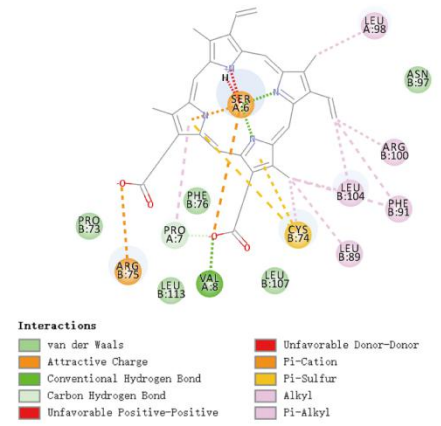 LEU
A:98
N
H
SER
A:6
N
N
N
ASN
B:97
ARG
B:100
O
O
PHE
B:76
LEU
B:104
PHE
B:91
PRO
B:73
PRO
A:7
CYS
B:74
LEU
B:89
O
O
ARG
B:75
LEU
B:113
VAL
A:8
LEU
B:107
Interactions
van der Waals
Attractive Charge
Conventional Hydrogen Bond
Carbon Hydrogen Bond
Unfavorable Positive-Positive
Unfavorable Donor-Donor
Pi-Cation
Pi-Sulfur
Alkyl
Pi-Alkyl